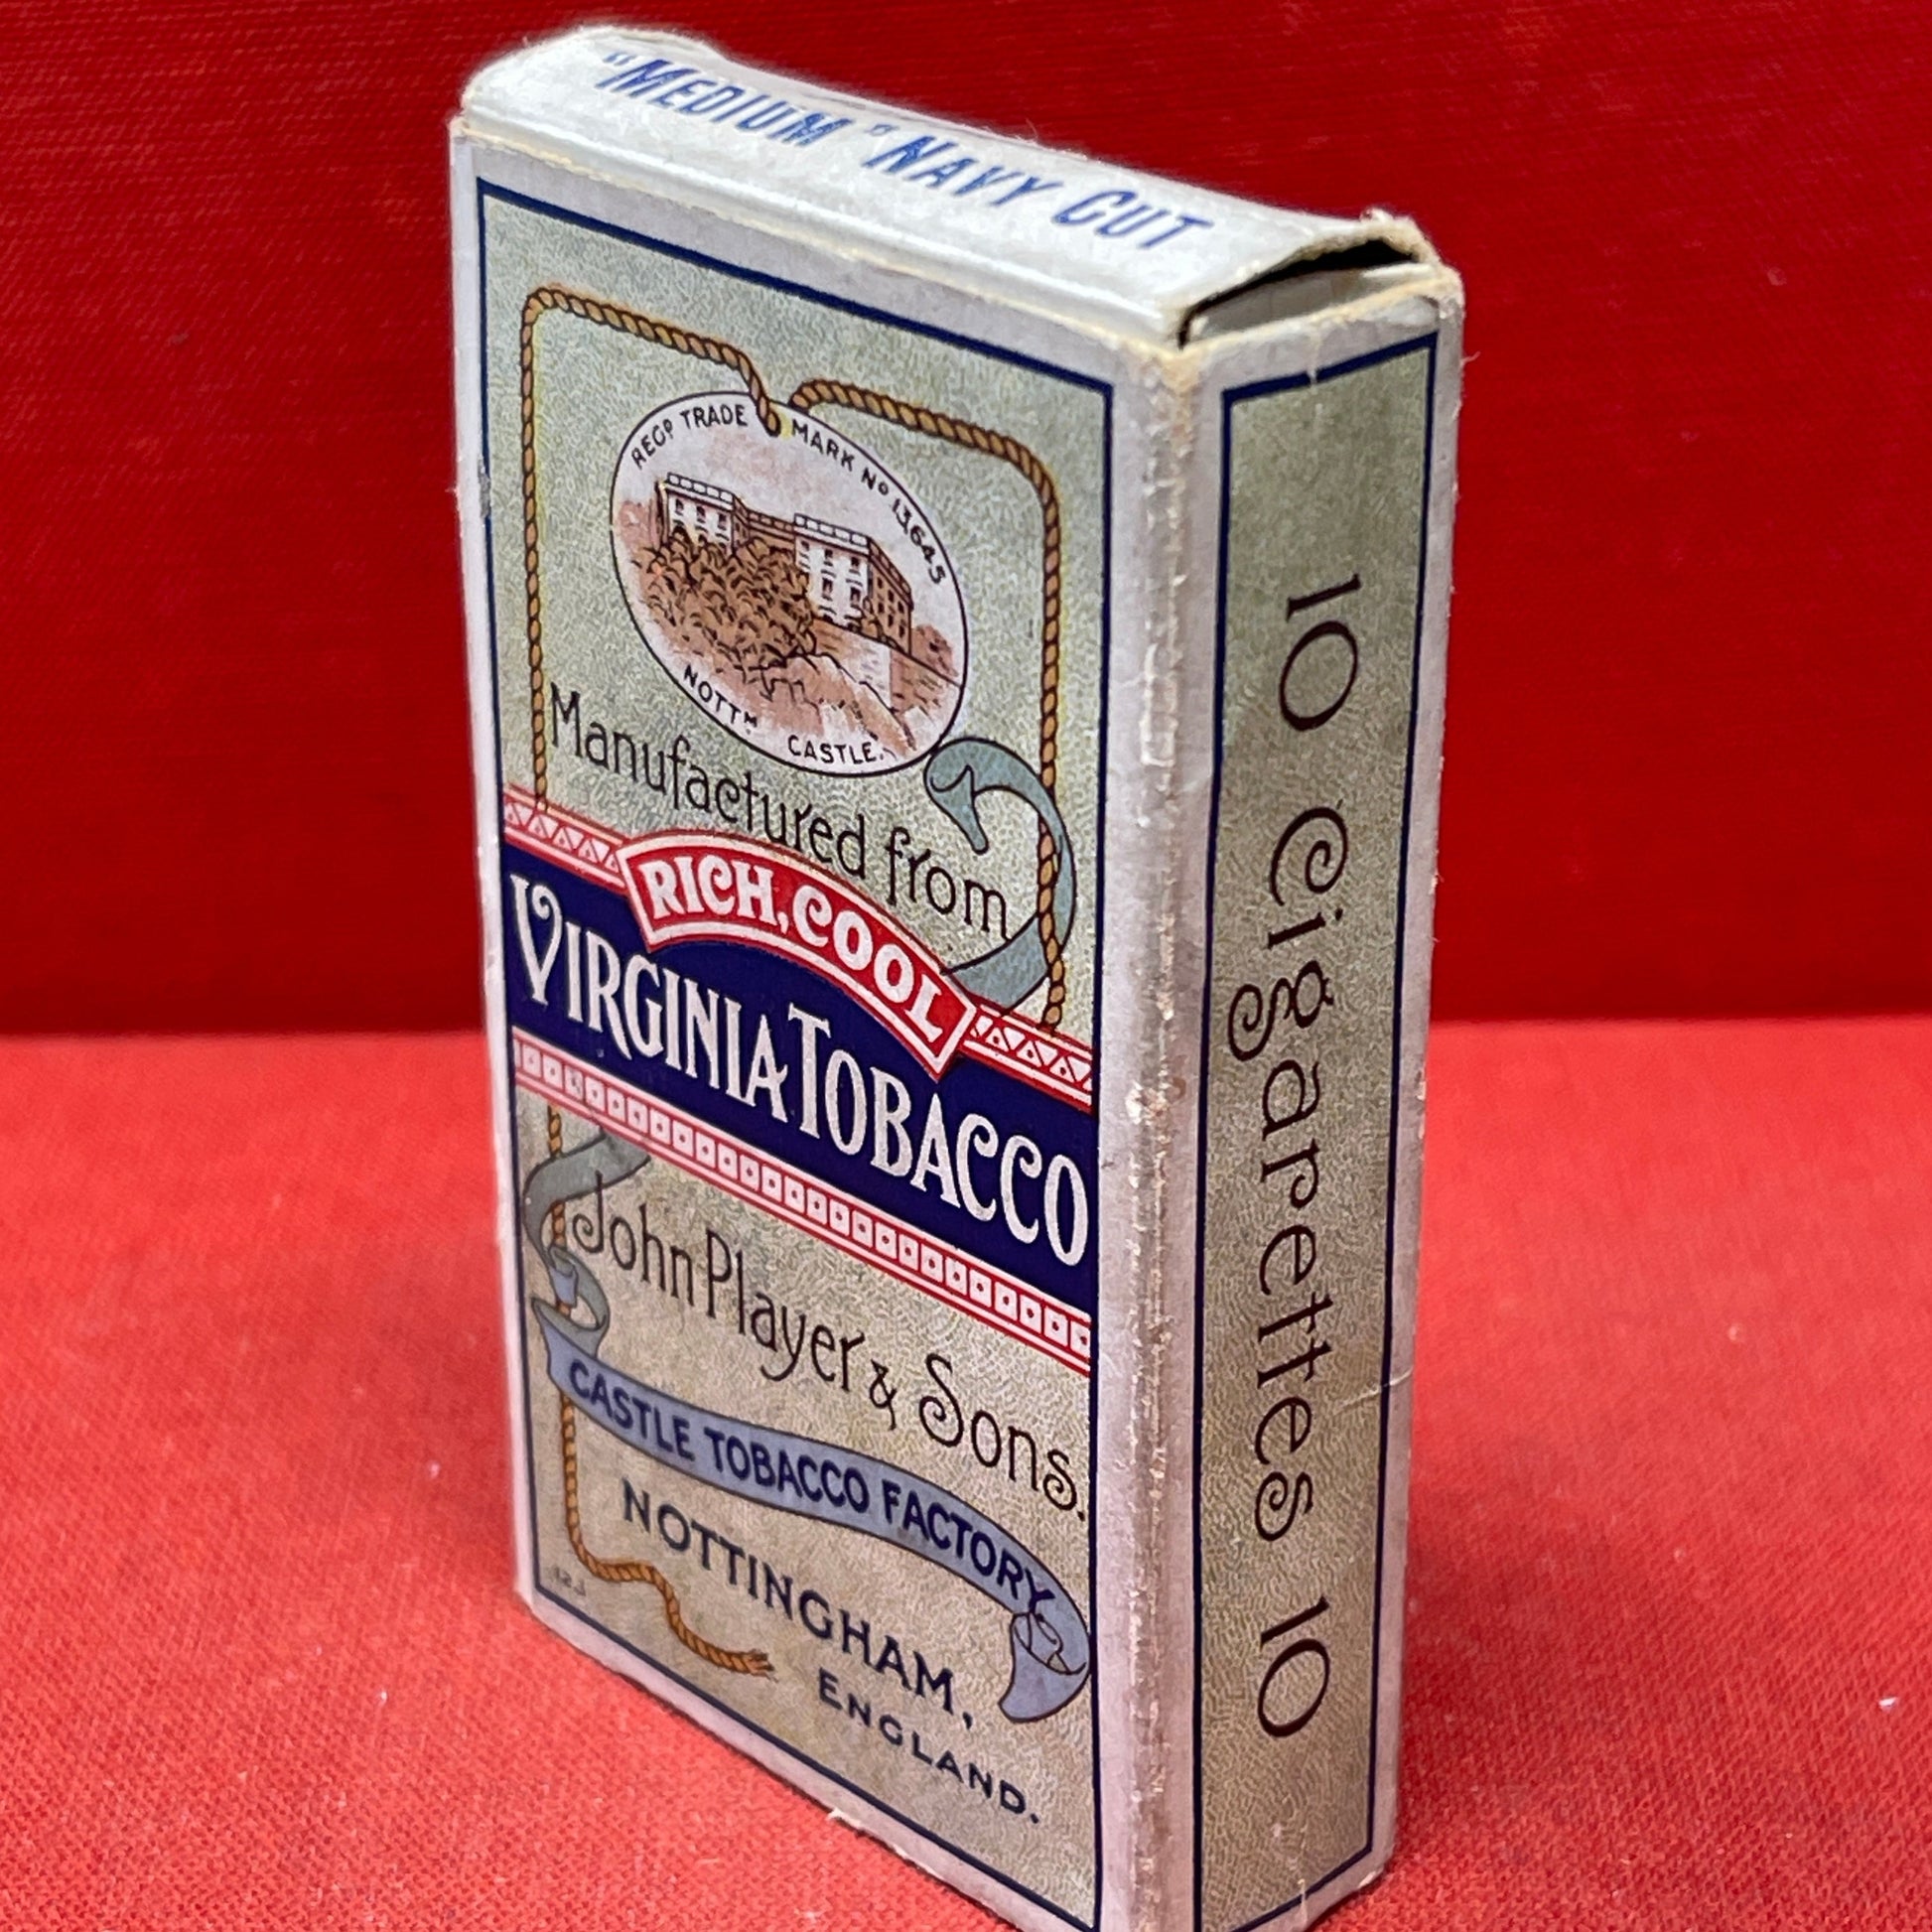 "MEDIUM" NAVY CUT
REGD TRADE MARK No 13645
NOTTM CASTLE.
Manufactured from
RICH, COOL
VIRGINIA TOBACCO
John Player & Sons.
CASTLE TOBACCO FACTORY
NOTTINGHAM,
ENGLAND.
10 Cigarettes 10